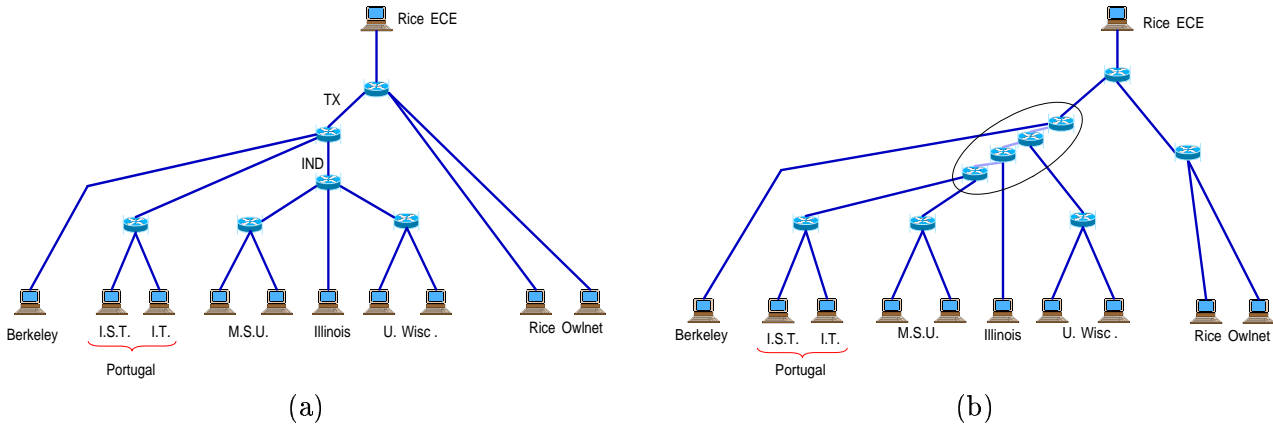 Rice ECE
TX
IND
Berkeley
I.S.T. I.T.
M.S.U.
Illinois
U. Wisc .
Rice Owlnet
Portugal
(a)
Rice ECE
Berkeley
I.S.T. I.T.
M.S.U.
Illinois
U. Wisc .
Rice Owlnet
Portugal
(b)